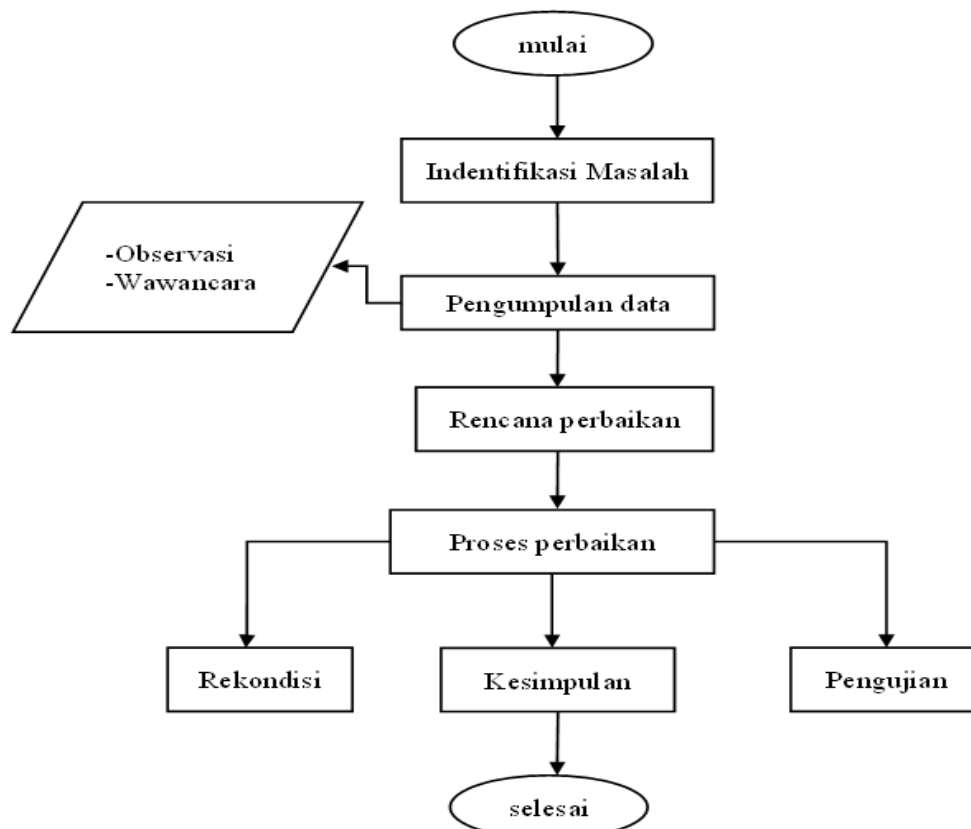 mulai
Indentifikasi Masalah
-Observasi
-Wawancara
Pengumpulan data
Rencana perbaikan
Proses perbaikan
Rekondisi
Kesimpulan
Pengujian
selesai